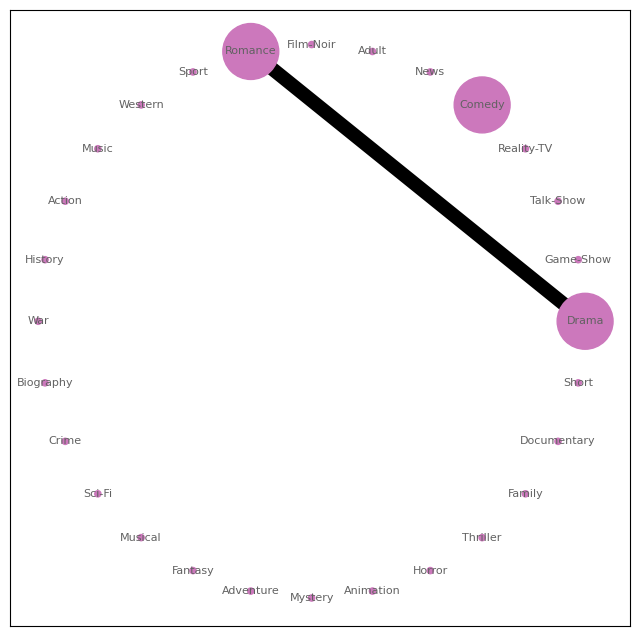 Film-Noir
Romance
Adult
Sport
News
Western
Comedy
Music
Reality-TV
Action
Talk-Show
History
Game-Show
War
Drama
Biography
Short
Crime
Documentary
Sci-Fi
Family
Musical
Thriller
Fantasy
Horror
Adventure
Animation
Mystery